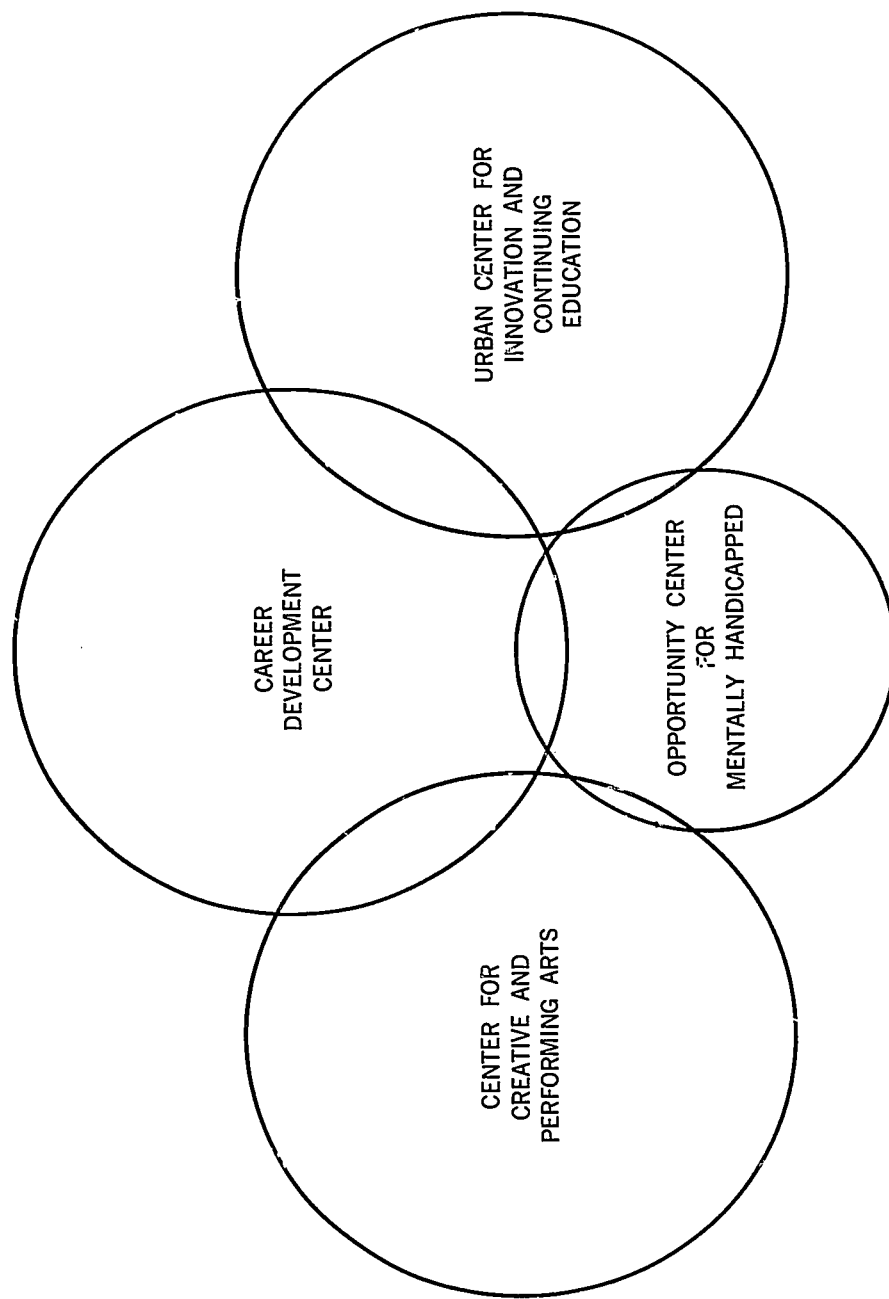 CAREER
DEVELOPMENT
CENTER
CENTER FOR
CREATIVE AND
PERFORMING ARTS
URBAN CENTER FOR
INNOVATION AND
CONTINUING
EDUCATION
OPPORTUNITY CENTER
FOR
MENTALLY HANDICAPPED